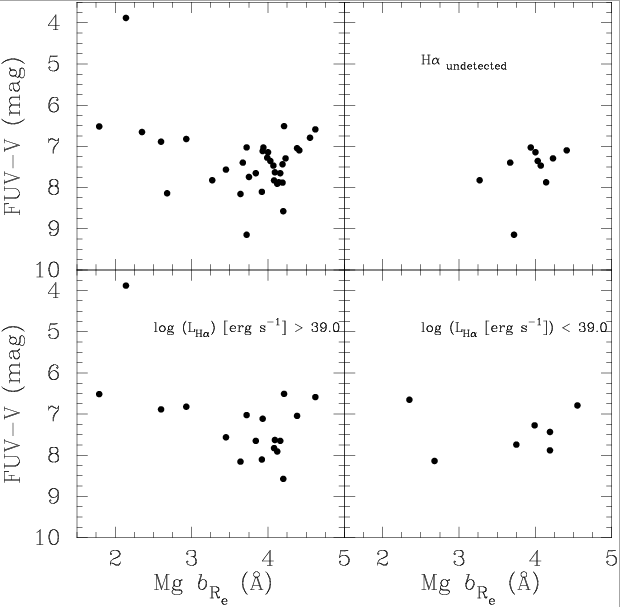 FUV−V (mag)
4
5
6
7
8
9
10
Hα undetected
FUV−V (mag)
4
5
6
7
8
9
10
log (L_Hα) [erg s⁻¹] > 39.0
log (L_Hα [erg s⁻¹]) < 39.0
2 3 4 5 2 3 4 5
Mg b_R_e (Å) Mg b_R_e (Å)